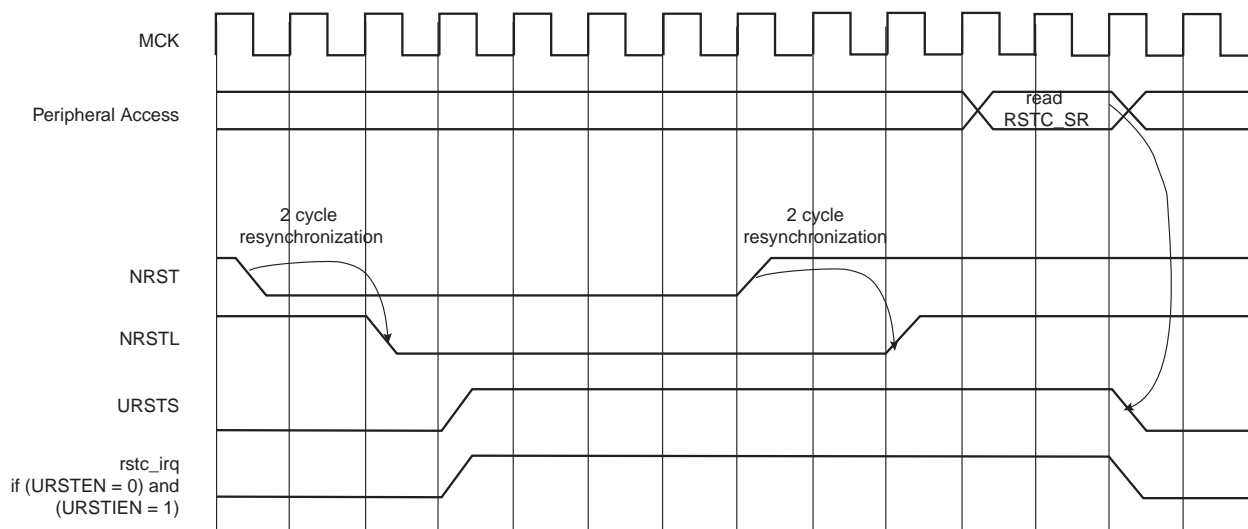 MCK
Peripheral Access
read
RSTC_SR
2 cycle
resynchronization
2 cycle
resynchronization
NRST
NRSTL
URSTS
rstc_irq
if (URSTEN = 0) and
(URSTIEN = 1)